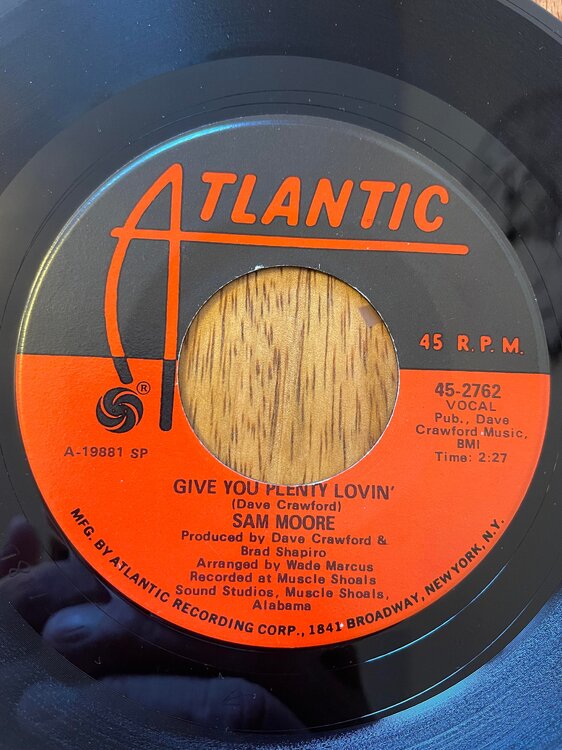 ATLANTIC
45 R.P.M.
®
45-2762
VOCAL
Pub., Dave
Crawford Music,
BMI
Time: 2:27
A-19881 SP
GIVE YOU PLENTY LOVIN'
(Dave Crawford)
SAM MOORE
Produced by Dave Crawford &
Brad Shapiro
Arranged by Wade Marcus
Recorded at Muscle Shoals
Sound Studios, Muscle Shoals,
Alabama
MFG. BY ATLANTIC RECORDING CORP., 1841 BROADWAY, NEW YORK, N.Y.